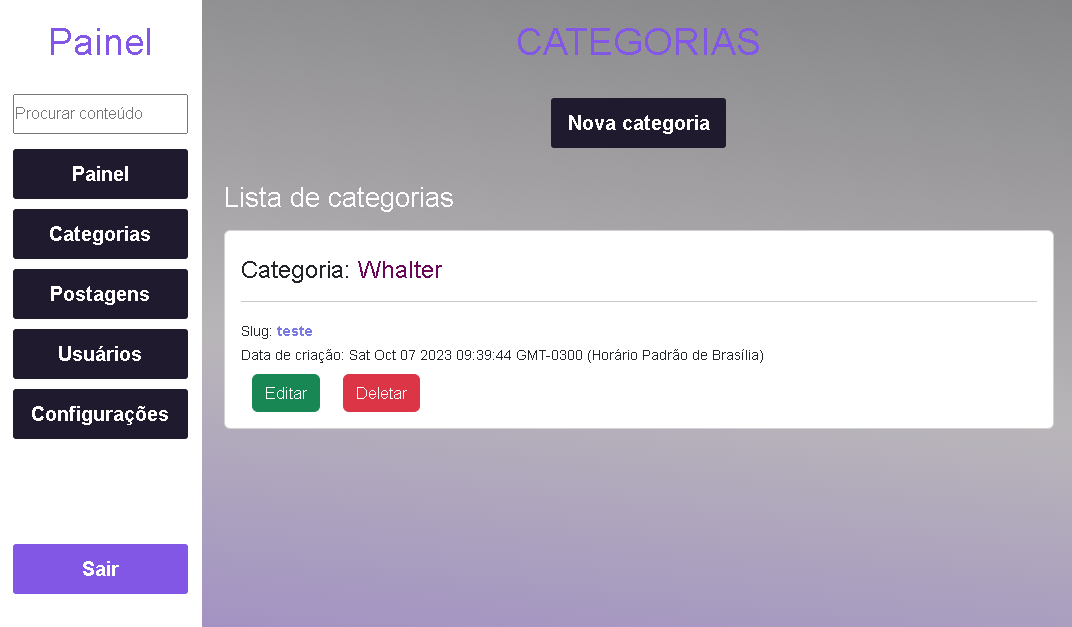 Painel
Procurar conteúdo
Painel
Categorias
Postagens
Usuários
Configurações
Sair
CATEGORIAS
Nova categoria
Lista de categorias
Categoria: Whalter
Slug: teste
Data de criação: Sat Oct 07 2023 09:39:44 GMT-0300 (Horário Padrão de Brasília)
Editar Deletar